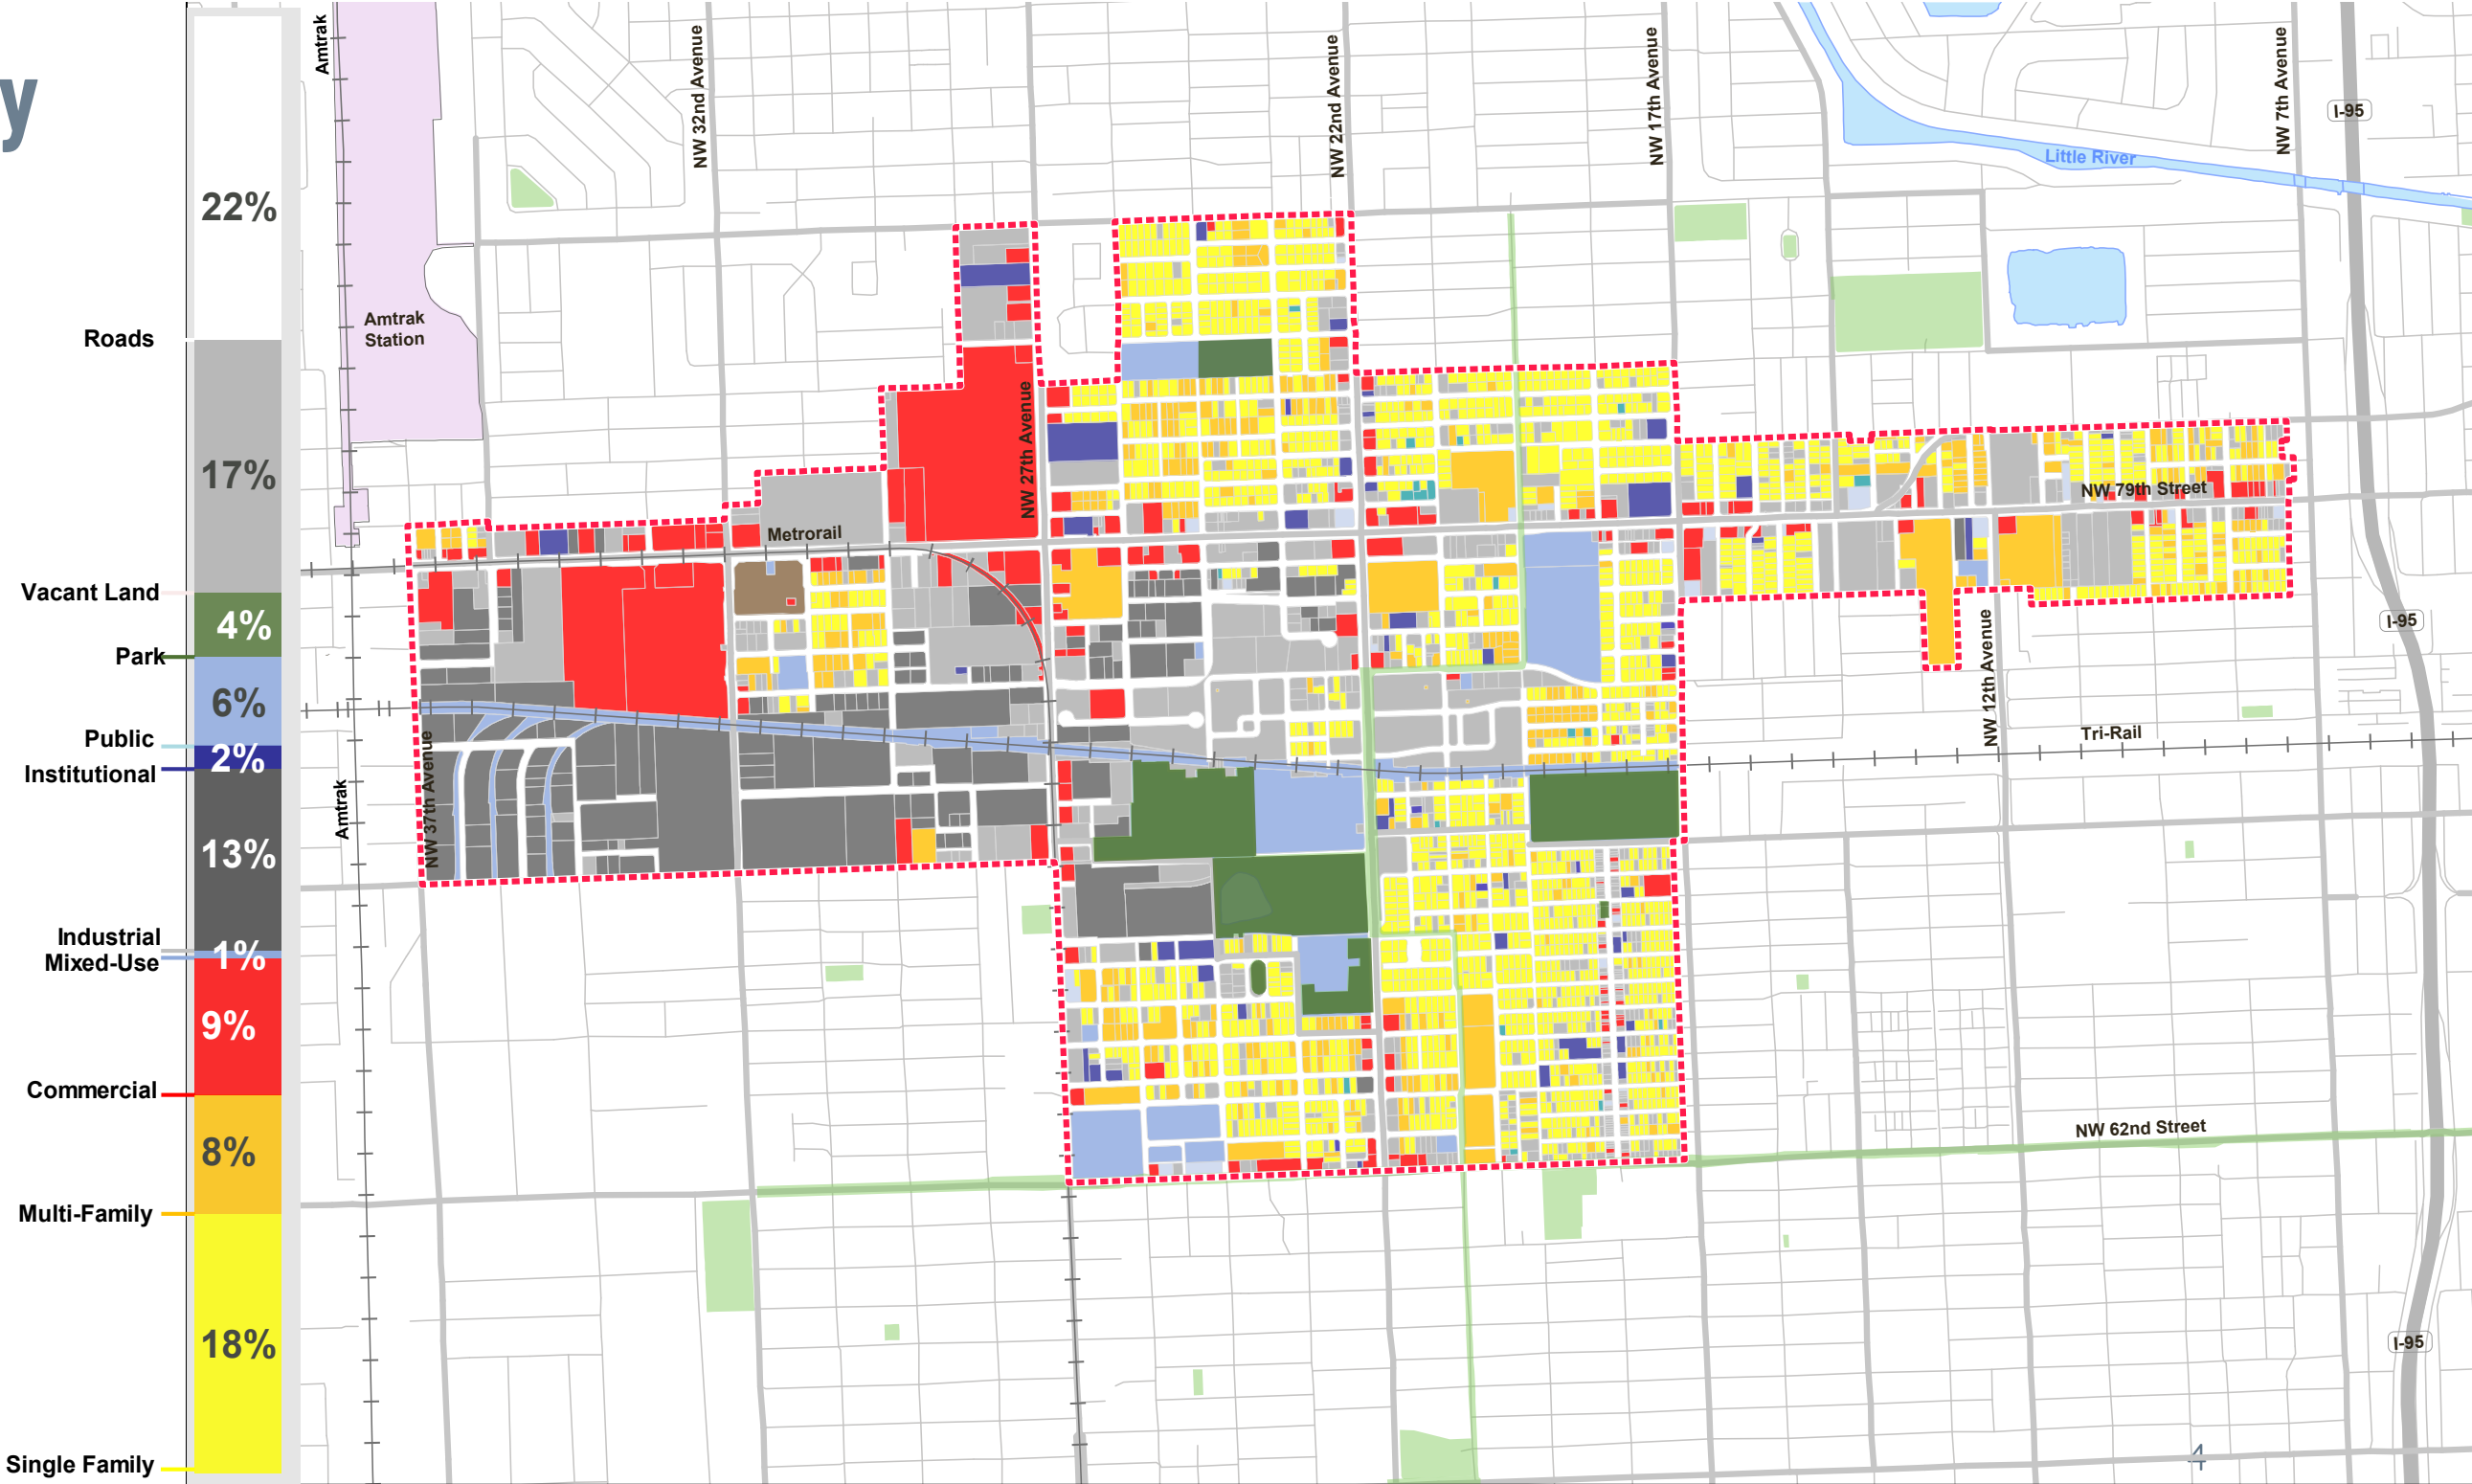 y
22%
Roads
17%
Vacant Land
4%
Park
6%
Public
2%
Institutional
13%
Industrial
1%
Mixed-Use
9%
Commercial
8%
Multi-Family
18%
Single Family
Amtrak
Amtrak
Station
Amtrak
NW 32nd Avenue
NW 22nd Avenue
NW 17th Avenue
NW 7th Avenue
I-95
Little River
NW 27th Avenue
Metrorail
NW 79th Street
I-95
NW 12th Avenue
Tri-Rail
NW 37th Avenue
NW 62nd Street
I-95
4